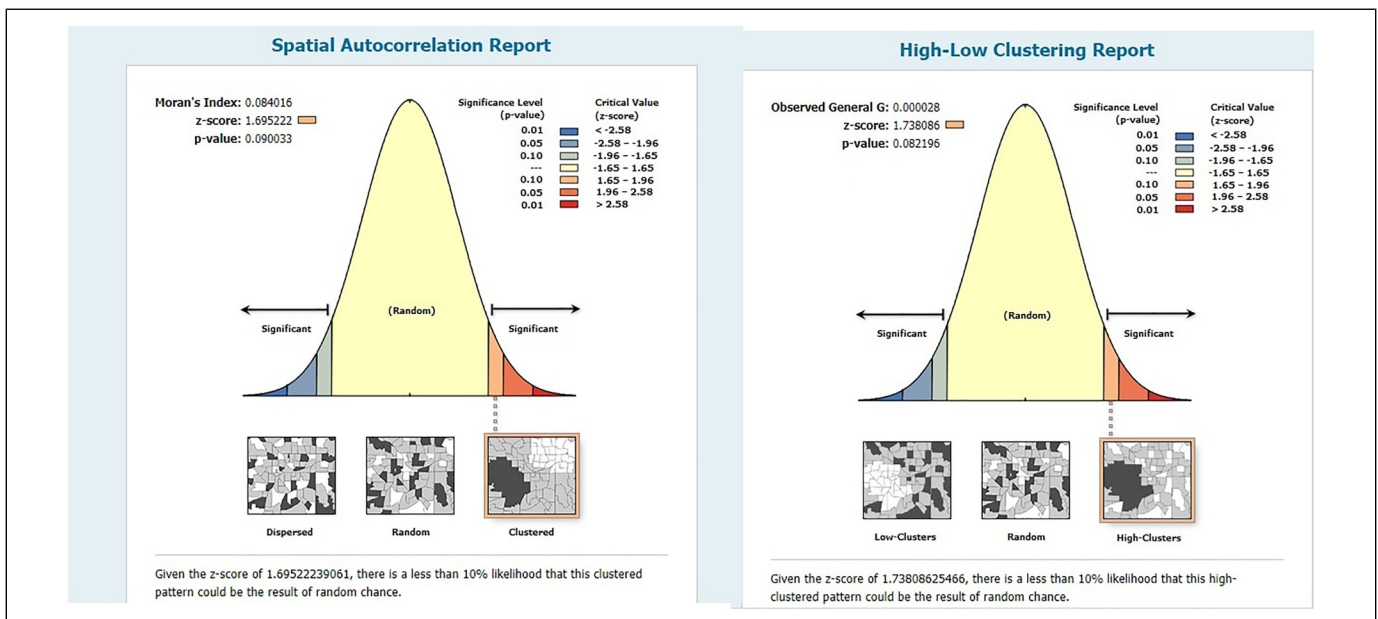 Spatial Autocorrelation Report
Moran's Index: 0.084016
z-score: 1.695222
p-value: 0.090033
Significance Level
(p-value)
Critical Value
(z-score)
0.01 < -2.58
0.05 -2.58 – -1.96
0.10 -1.96 – -1.65
--- -1.65 – 1.65
0.10 1.65 – 1.96
0.05 1.96 – 2.58
0.01 > 2.58
(Random)
Significant
Significant
Dispersed
Random
Clustered
Given the z-score of 1.69522239061, there is a less than 10% likelihood that this clustered
pattern could be the result of random chance.
High-Low Clustering Report
Observed General G: 0.000028
z-score: 1.738086
p-value: 0.082196
Significance Level
(p-value)
Critical Value
(z-score)
0.01 < -2.58
0.05 -2.58 – -1.96
0.10 -1.96 – -1.65
--- -1.65 – 1.65
0.10 1.65 – 1.96
0.05 1.96 – 2.58
0.01 > 2.58
(Random)
Significant
Significant
Low-Clusters
Random
High-Clusters
Given the z-score of 1.73808625466, there is a less than 10% likelihood that this high-
clustered pattern could be the result of random chance.